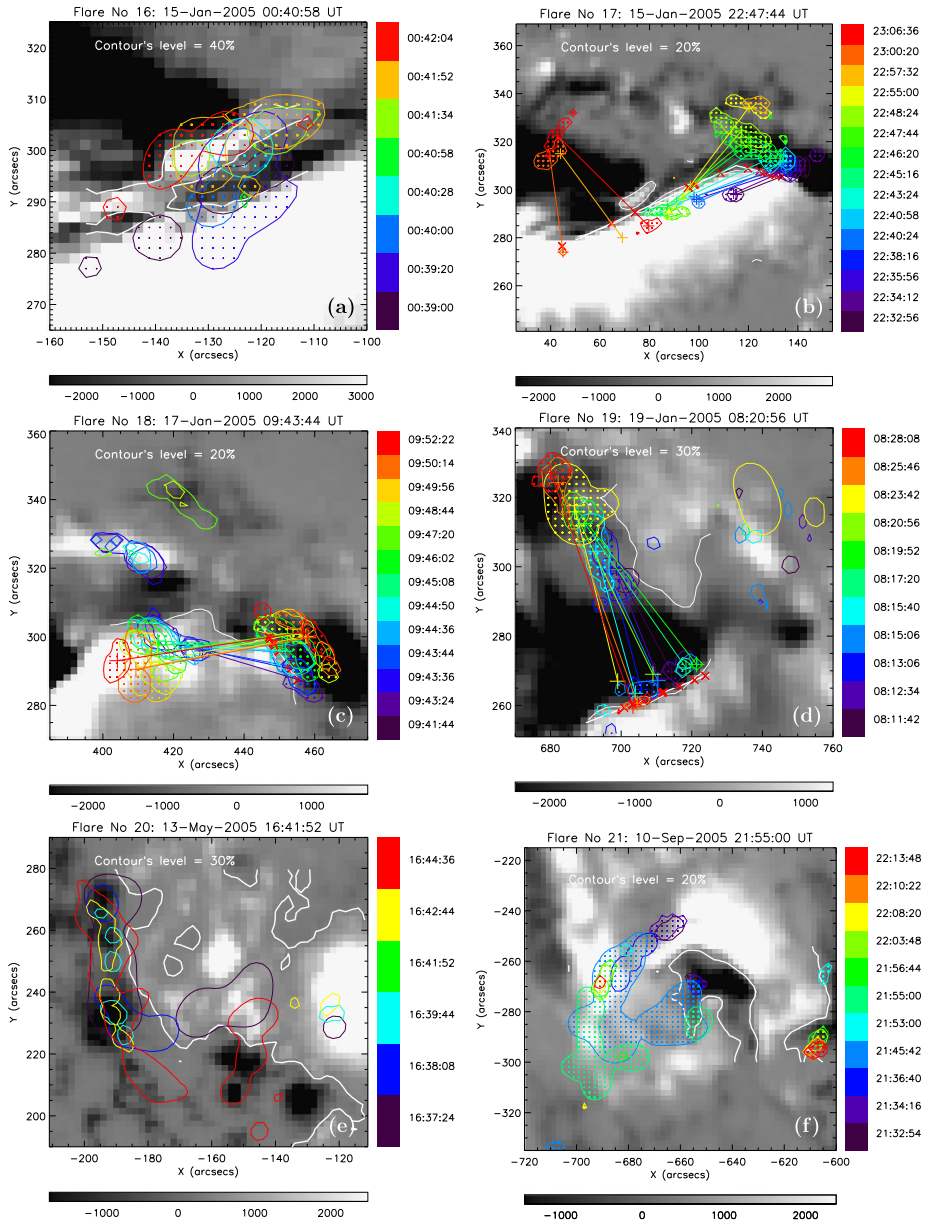 Flare No 16: 15-Jan-2005 00:40:58 UT
Contour's level = 40%
320
310
300
290
280
270
Y (arcsecs)
(a)
-160 -150 -140 -130 -120 -110 -100
X (arcsecs)
00:42:04
00:41:52
00:41:34
00:40:58
00:40:28
00:40:00
00:39:20
00:39:00
-2000 -1000 0 1000 2000 3000
Flare No 17: 15-Jan-2005 22:47:44 UT
Contour's level = 20%
360
340
320
300
280
260
Y (arcsecs)
(b)
40 60 80 100 120 140
X (arcsecs)
23:06:36
23:00:20
22:57:32
22:55:00
22:48:24
22:47:44
22:46:20
22:45:16
22:43:24
22:40:58
22:40:24
22:38:16
22:35:56
22:34:12
22:32:56
-2000 -1000 0 1000 2000
Flare No 18: 17-Jan-2005 09:43:44 UT
Contour's level = 20%
360
340
320
300
280
Y (arcsecs)
(c)
400 420 440 460
X (arcsecs)
09:52:22
09:50:14
09:49:56
09:48:44
09:47:20
09:46:02
09:45:08
09:44:50
09:44:36
09:43:44
09:43:36
09:43:24
09:41:44
-2000 -1000 0 1000
Flare No 19: 19-Jan-2005 08:20:56 UT
Contour's level = 30%
340
320
300
280
260
Y (arcsecs)
(d)
680 700 720 740 760
X (arcsecs)
08:28:08
08:25:46
08:23:42
08:20:56
08:19:52
08:17:20
08:15:40
08:15:06
08:13:06
08:12:34
08:11:42
-2000 -1000 0 1000
Flare No 20: 13-May-2005 16:41:52 UT
Contour's level = 30%
280
260
240
220
200
Y (arcsecs)
(e)
-200 -180 -160 -140 -120
X (arcsecs)
16:44:36
16:42:44
16:41:52
16:39:44
16:38:08
16:37:24
-1000 0 1000 2000
Flare No 21: 10-Sep-2005 21:55:00 UT
Contour's level = 20%
-220
-240
-260
-280
-300
-320
Y (arcsecs)
(f)
-720 -700 -680 -660 -640 -620 -600
X (arcsecs)
22:13:48
22:10:22
22:08:20
22:03:48
21:56:44
21:55:00
21:53:00
21:45:42
21:36:40
21:34:16
21:32:54
-1000 0 1000 2000